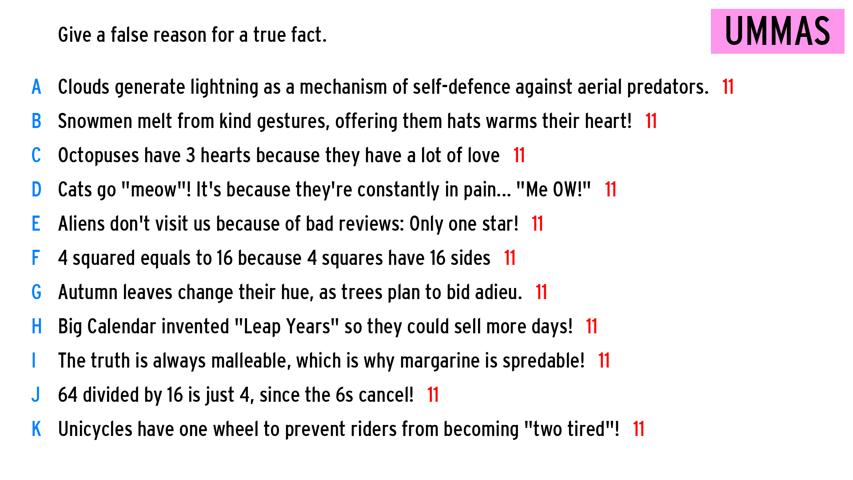 Give a false reason for a true fact.
UMMAS
A Clouds generate lightning as a mechanism of self-defence against aerial predators. 11
B Snowmen melt from kind gestures, offering them hats warms their heart! 11
C Octopuses have 3 hearts because they have a lot of love 11
D Cats go "meow"! It's because they're constantly in pain... "Me OW!" 11
E Aliens don't visit us because of bad reviews: Only one star! 11
F 4 squared equals to 16 because 4 squares have 16 sides 11
G Autumn leaves change their hue, as trees plan to bid adieu. 11
H Big Calendar invented "Leap Years" so they could sell more days! 11
I The truth is always malleable, which is why margarine is spredable! 11
J 64 divided by 16 is just 4, since the 6s cancel! 11
K Unicycles have one wheel to prevent riders from becoming "two tired"! 11